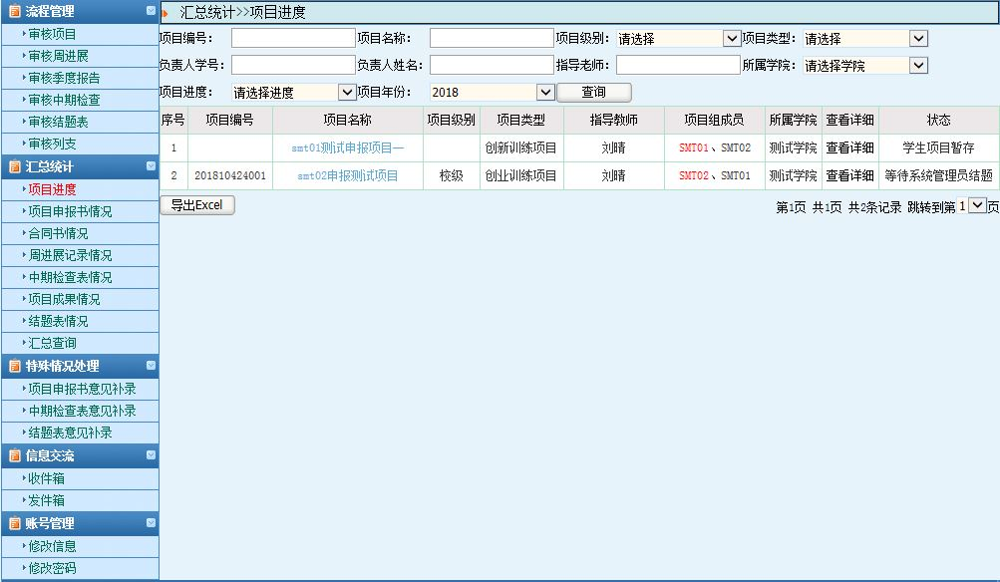 流程管理
审核项目
审核周进展
审核季度报告
审核中期检查
审核结题表
审核列支
汇总统计
项目进度
项目申报书情况
合同书情况
周进展记录情况
中期检查表情况
项目成果情况
结题表情况
汇总查询
特殊情况处理
项目申报书意见补录
中期检查表意见补录
结题表意见补录
信息交流
收件箱
发件箱
账号管理
修改信息
修改密码
汇总统计>>项目进度
项目编号： 项目名称： 项目级别： 请选择 项目类型： 请选择
负责人学号： 负责人姓名： 指导老师： 所属学院： 请选择学院
项目进度： 请选择进度 项目年份： 2018 查询
序号 项目编号 项目名称 项目级别 项目类型 指导教师 项目组成员 所属学院 查看详细 状态
1 smt01测试申报项目一 创新训练项目 刘晴 SMT01、SMT02 测试学院 查看详细 学生项目暂存
2 201810424001 smt02申报测试项目 校级 创业训练项目 刘晴 SMT02、SMT01 测试学院 查看详细 等待系统管理员结题
导出Excel 第1页 共1页 共2条记录 跳转到第 1 页